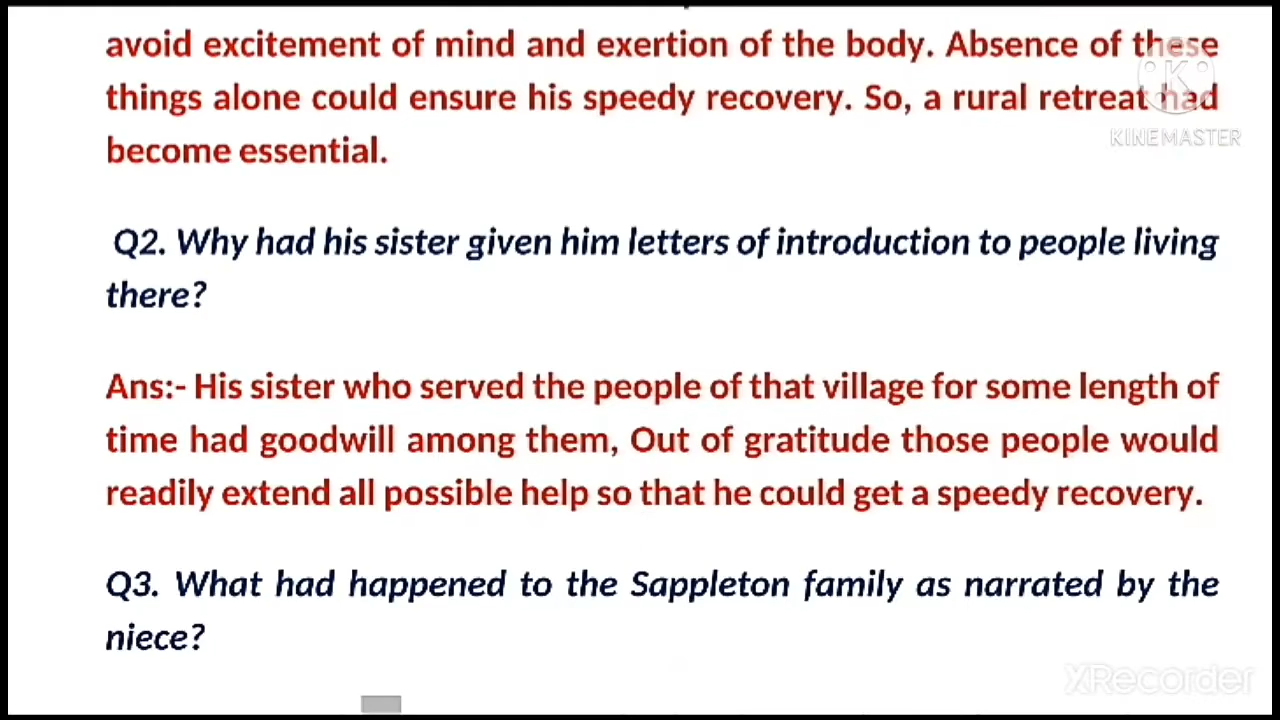 avoid excitement of mind and exertion of the body. Absence of these
things alone could ensure his speedy recovery. So, a rural retreat had
become essential.
KINEMASTER
Q2. Why had his sister given him letters of introduction to people living
there?
Ans:- His sister who served the people of that village for some length of
time had goodwill among them, Out of gratitude those people would
readily extend all possible help so that he could get a speedy recovery.
Q3. What had happened to the Sappleton family as narrated by the
niece?
XRecorder